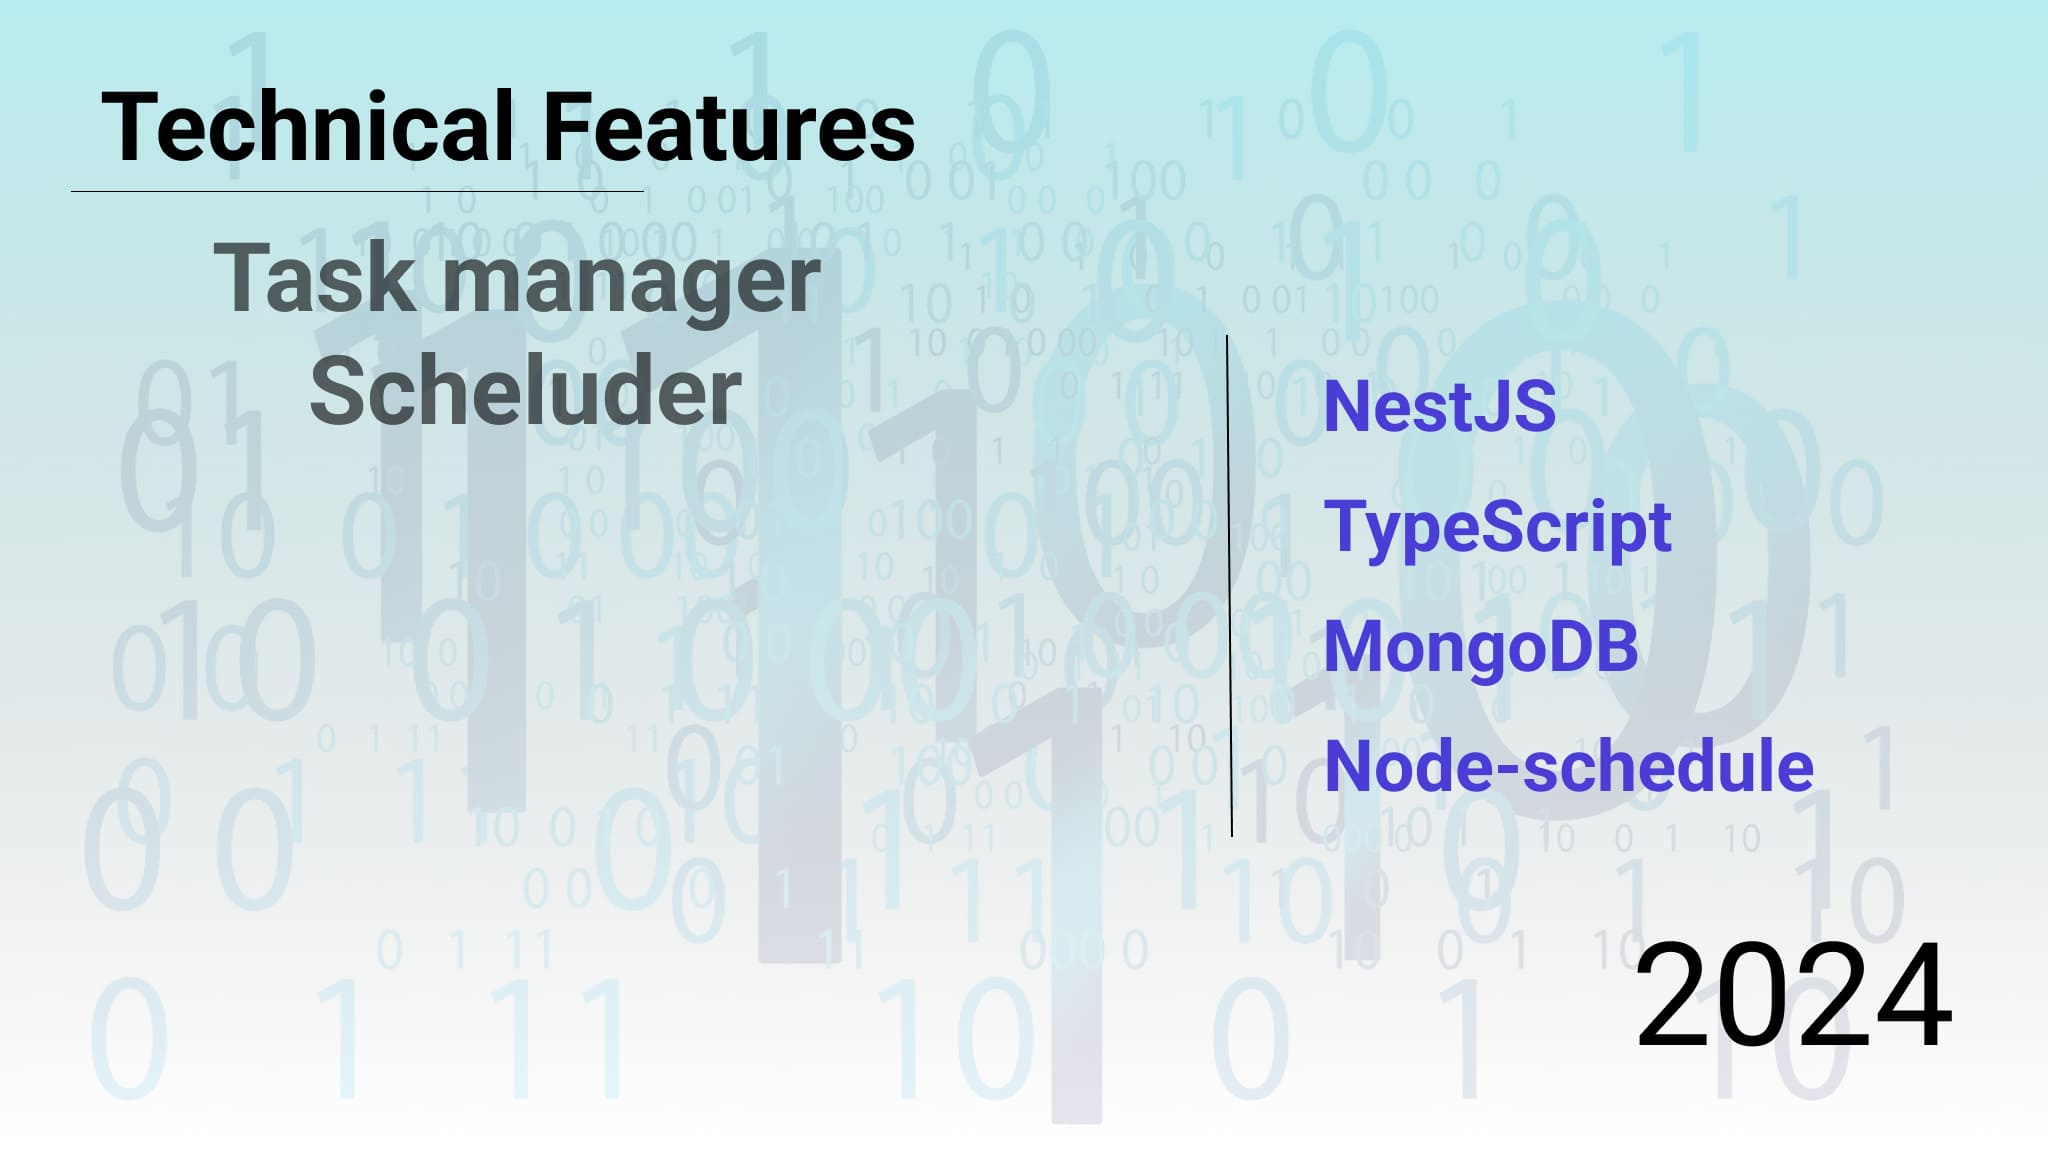 Technical Features
Task manager
Scheluder
NestJS
TypeScript
MongoDB
Node-schedule
2024